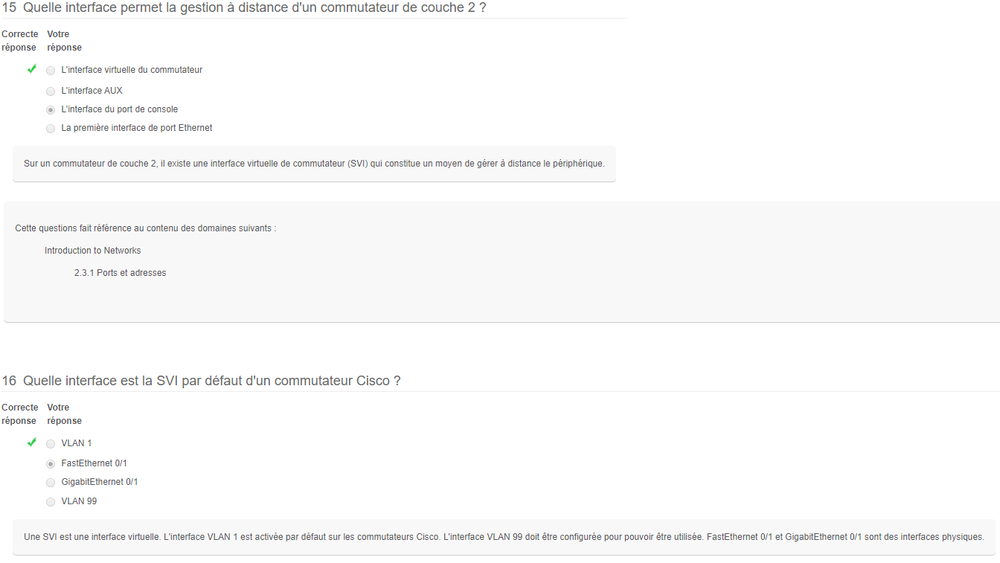 15 Quelle interface permet la gestion à distance d'un commutateur de couche 2 ?
Correcte Votre
réponse réponse
L'interface virtuelle du commutateur
L'interface AUX
L'interface du port de console
La première interface de port Ethernet
Sur un commutateur de couche 2, il existe une interface virtuelle de commutateur (SVI) qui constitue un moyen de gérer à distance le périphérique.
Cette questions fait référence au contenu des domaines suivants :
Introduction to Networks
2.3.1 Ports et adresses
16 Quelle interface est la SVI par défaut d'un commutateur Cisco ?
Correcte Votre
réponse réponse
VLAN 1
FastEthernet 0/1
GigabitEthernet 0/1
VLAN 99
Une SVI est une interface virtuelle. L'interface VLAN 1 est activée par défaut sur les commutateurs Cisco. L'interface VLAN 99 doit être configurée pour pouvoir être utilisée. FastEthernet 0/1 et GigabitEthernet 0/1 sont des interfaces physiques.